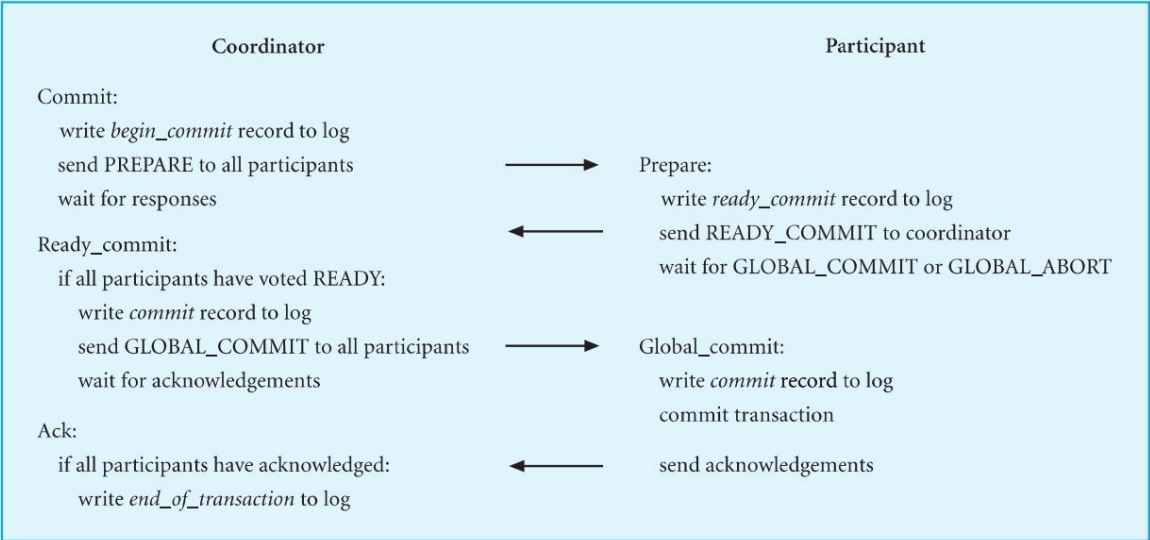 Coordinator
Commit:
write begin_commit record to log
send PREPARE to all participants
wait for responses
Ready_commit:
if all participants have voted READY:
write commit record to log
send GLOBAL_COMMIT to all participants
wait for acknowledgements
Ack:
if all participants have acknowledged:
write end_of_transaction to log
Participant
Prepare:
write ready_commit record to log
send READY_COMMIT to coordinator
wait for GLOBAL_COMMIT or GLOBAL_ABORT
Global_commit:
write commit record to log
commit transaction
send acknowledgements